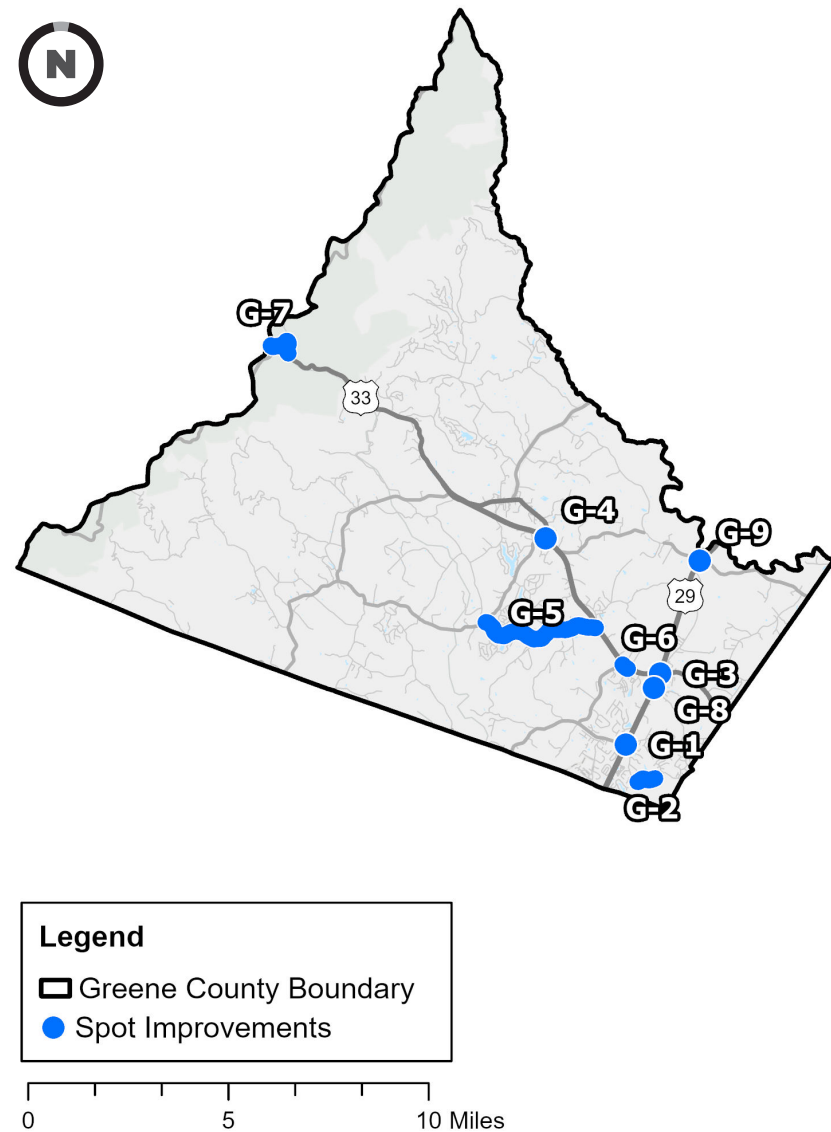 N
G-7
33
G-4
G-9
29
G-5
G-6
G-3
G-8
G-1
G-2
Legend
Greene County Boundary
Spot Improvements
0 5 10 Miles